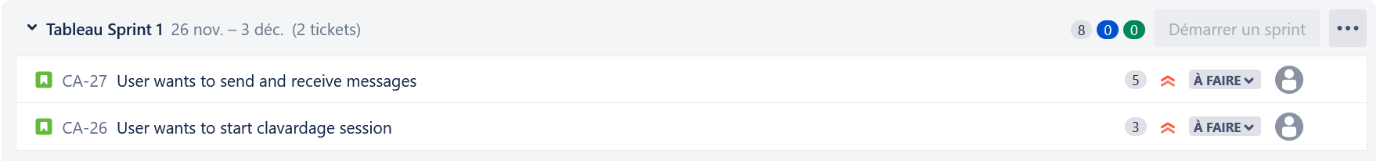 Tableau Sprint 1 26 nov. – 3 déc. (2 tickets) 8 0 0 Démarrer un sprint
CA-27 User wants to send and receive messages 5 À FAIRE
CA-26 User wants to start clavardage session 3 À FAIRE